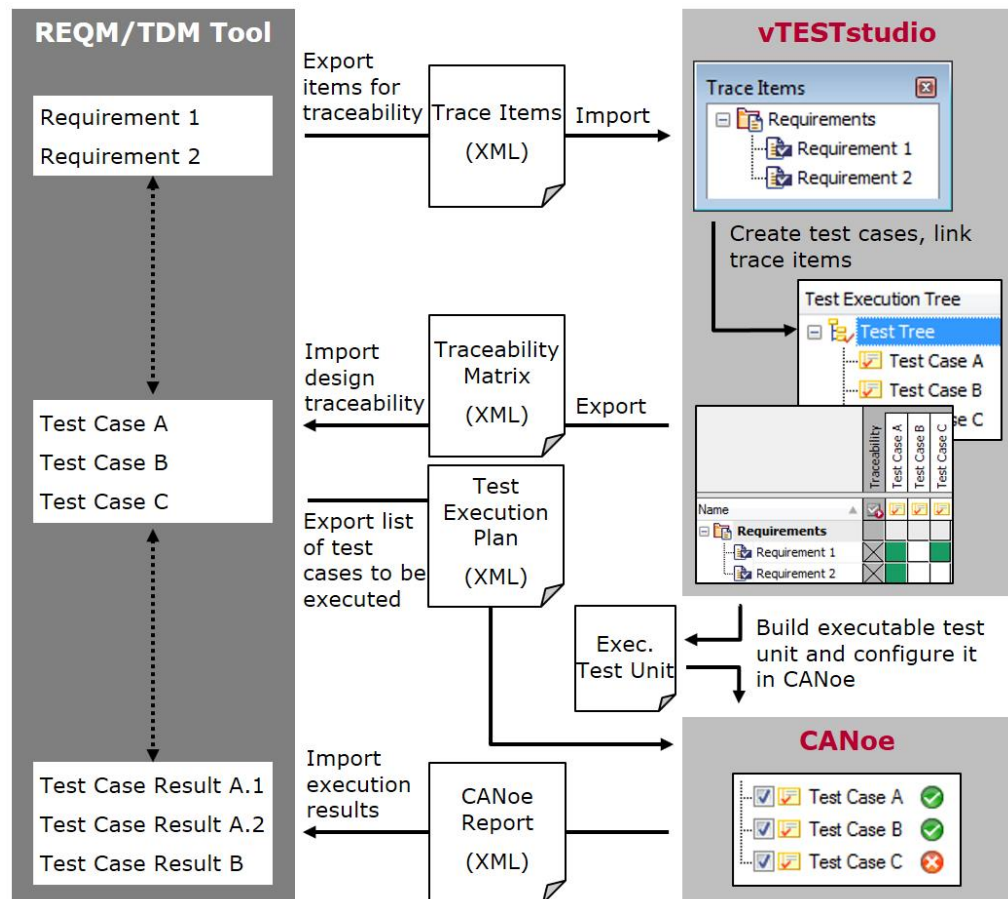 REQM/TDM Tool
Requirement 1
Requirement 2
Export
items for
traceability
Trace Items
(XML)
Import
vTESTstudio
Trace Items
Requirements
Requirement 1
Requirement 2
Create test cases, link
trace items
Test Execution Tree
Test Tree
Test Case A
Test Case B
se C
Import
design
traceability
Traceability
Matrix
(XML)
Export
Traceability
Test Case A
Test Case B
Test Case C
Name
Requirements
Requirement 1
Requirement 2
Test Case A
Test Case B
Test Case C
Export list
of test
cases to be
executed
Test
Execution
Plan
(XML)
Exec.
Test Unit
Build executable test
unit and configure it
in CANoe
Test Case Result A.1
Test Case Result A.2
Test Case Result B
Import
execution
results
CANoe
Report
(XML)
CANoe
Test Case A
Test Case B
Test Case C